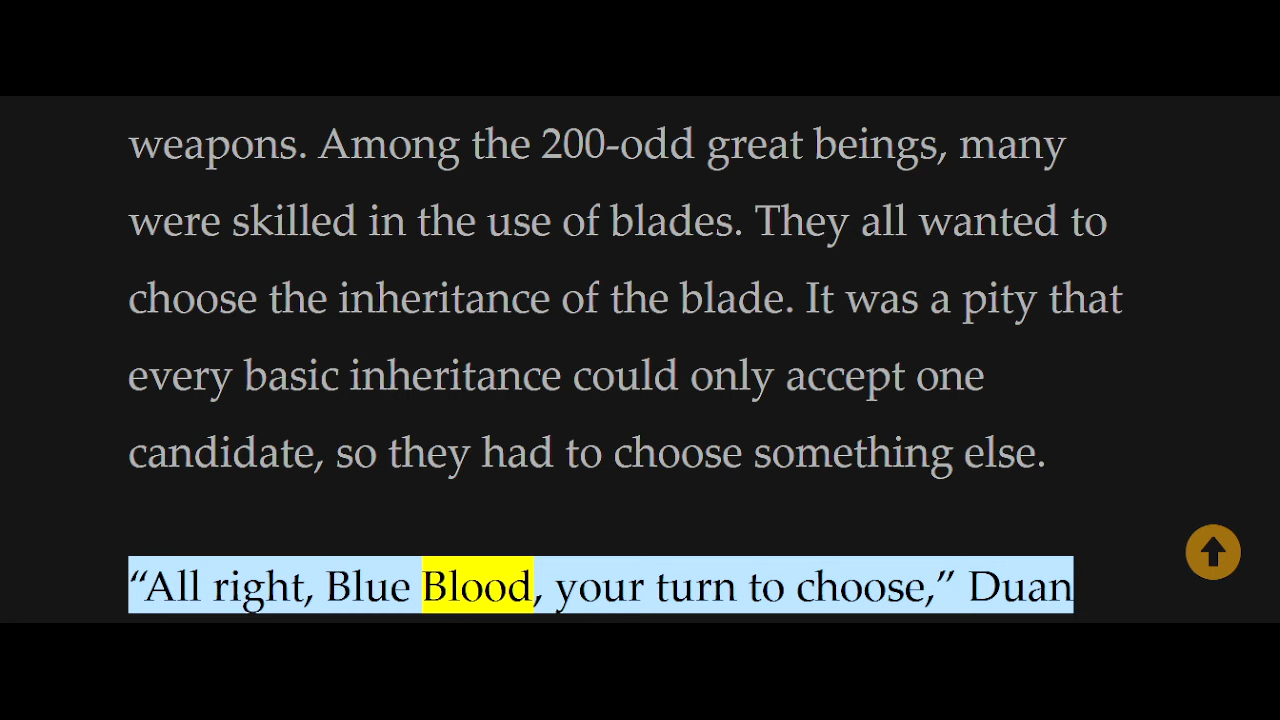 weapons. Among the 200-odd great beings, many
were skilled in the use of blades. They all wanted to
choose the inheritance of the blade. It was a pity that
every basic inheritance could only accept one
candidate, so they had to choose something else.
“All right, Blue Blood, your turn to choose,” Duan